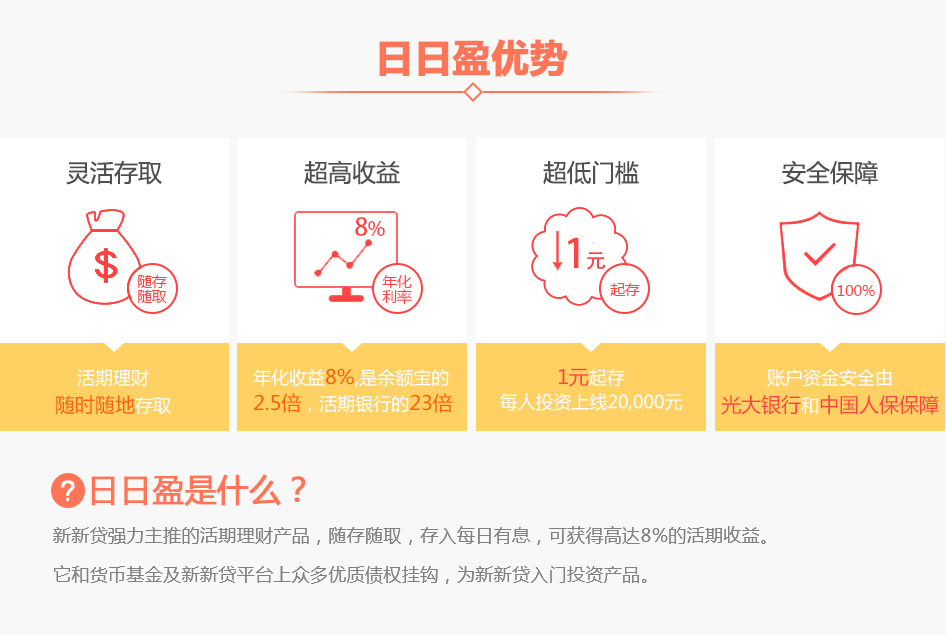 日日盈优势
灵活存取
$
随存
随取
活期理财
随时随地存取
超高收益
8%
年化
利率
年化收益8%,是余额宝的
2.5倍，活期银行的23倍
超低门槛
1元
起存
1元起存
每人投资上线20,000元
安全保障
100%
账户资金安全由
光大银行和中国人保保障
?日日盈是什么？
新新贷强力主推的活期理财产品，随存随取，存入每日有息，可获得高达8%的活期收益。
它和货币基金及新新贷平台上众多优质债权挂钩，为新新贷入门投资产品。